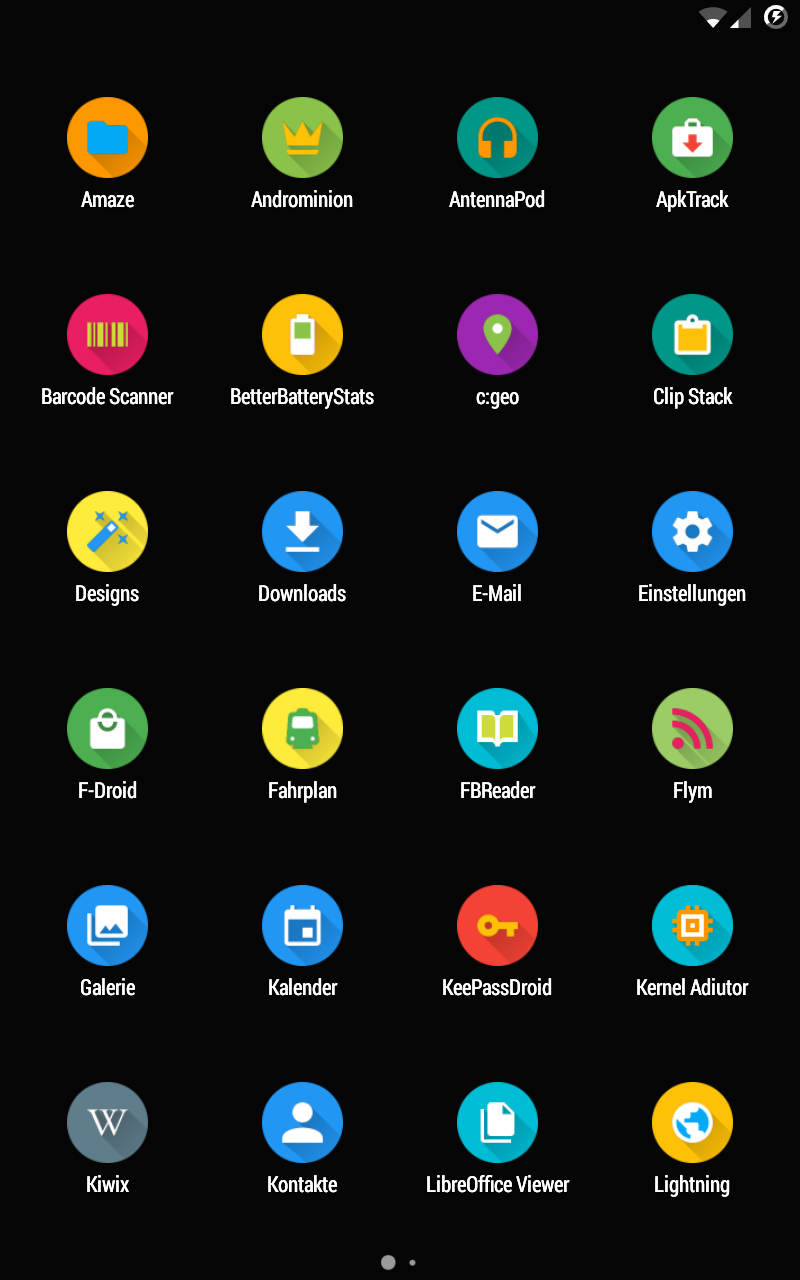 Amaze
Androminion
AntennaPod
ApkTrack
Barcode Scanner
BetterBatteryStats
c:geo
Clip Stack
Designs
Downloads
E-Mail
Einstellungen
F-Droid
Fahrplan
FBReader
Flym
Galerie
Kalender
KeePassDroid
Kernel Adiutor
W
Kiwix
Kontakte
LibreOffice Viewer
Lightning